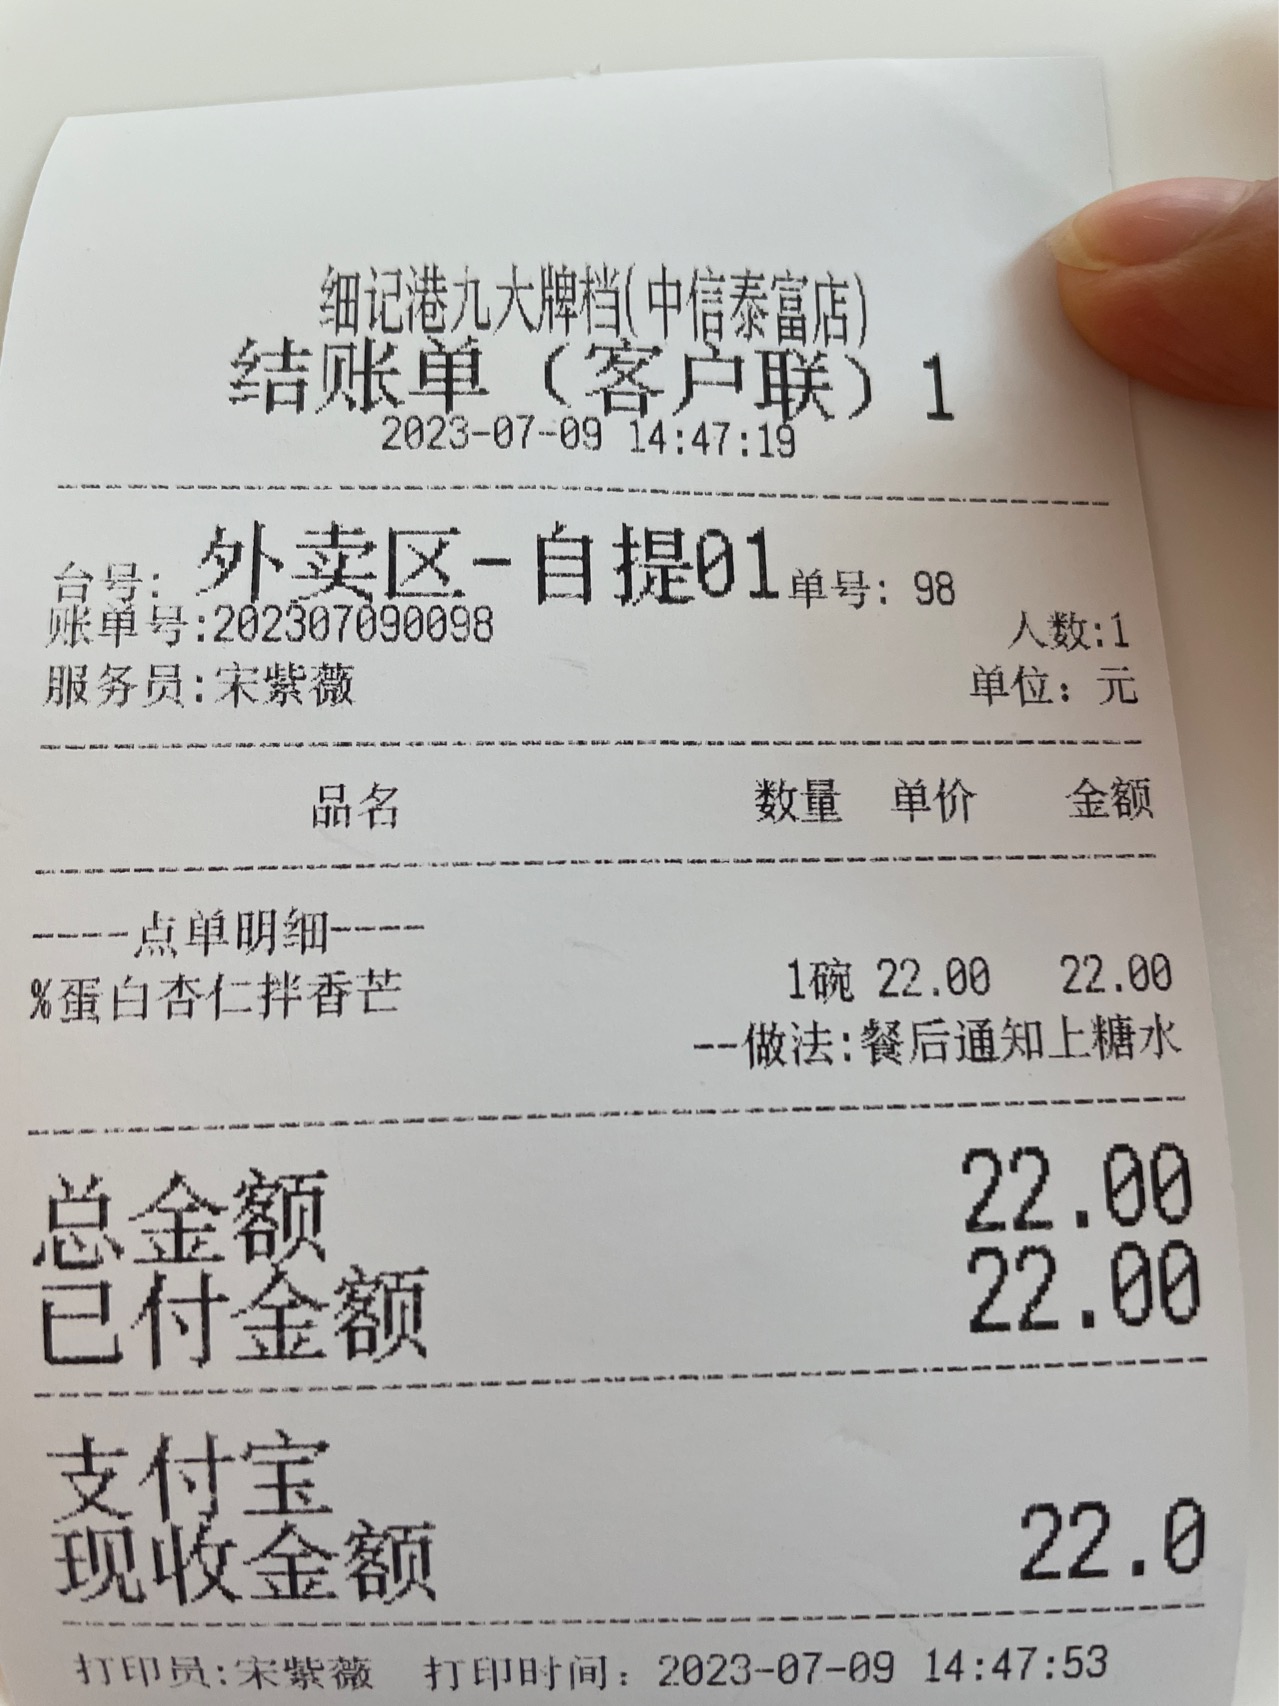 细记港九大牌档(中信泰富店)
结账单（客户联）1
2023-07-09 14:47:19
台号: 外卖区-自提01 单号: 98
账单号:202307090098 人数:1
服务员:宋紫薇 单位: 元
品名 数量 单价 金额
----点单明细----
%蛋白杏仁拌香芒 1碗 22.00 22.00
--做法:餐后通知上糖水
总金额 22.00
已付金额 22.00
支付宝
现收金额 22.0
打印员:宋紫薇 打印时间: 2023-07-09 14:47:53